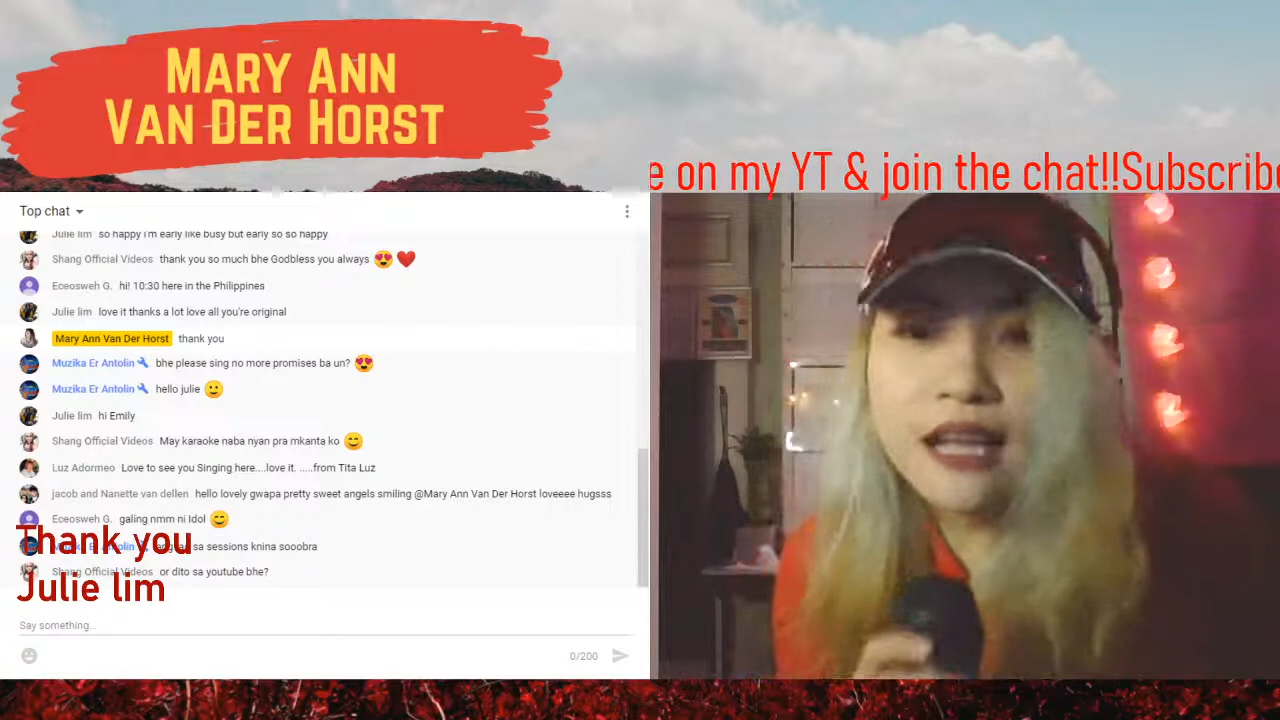 MARY ANN
VAN DER HORST
e on my YT & join the chat!!Subscribe
Top chat
Julie lim so happy i'm early like busy but early so so happy
Shang Official Videos thank you so much bhe Godbless you always 😍 ❤️
Eceosweh G. hi! 10:30 here in the Philippines
Julie lim love it thanks a lot love all you're original
Mary Ann Van Der Horst thank you
Muzika Er Antolin bhe please sing no more promises ba un? 😍
Muzika Er Antolin hello julie 🙂
Julie lim hi Emily
Shang Official Videos May karaoke naba nyan pra mkanta ko 😊
Luz Adormeo Love to see you Singing here....love it. .....from Tita Luz
jacob and Nanette van dellen hello lovely gwapa pretty sweet angels smiling @Mary Ann Van Der Horst loveeee hugsss
Eceosweh G. galing nmm ni Idol 😊
sa sessions knina sooobra
Shang Official Videos or dito sa youtube bhe?
Thank you
Julie lim
Say something...
0/200